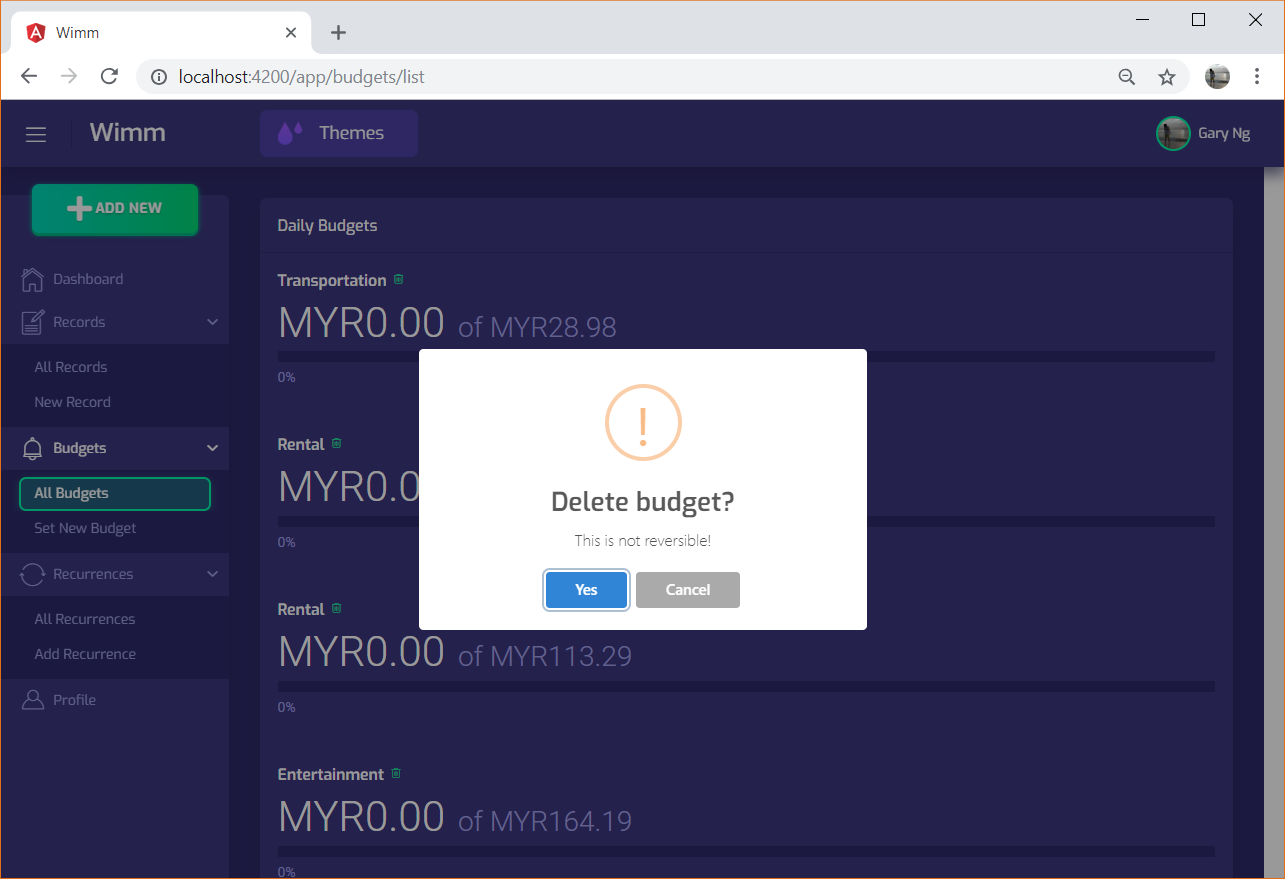 Wimm
localhost:4200/app/budgets/list
Wimm
Themes
Gary Ng
ADD NEW
Dashboard
Records
All Records
New Record
Budgets
All Budgets
Set New Budget
Recurrences
All Recurrences
Add Recurrence
Profile
Daily Budgets
Transportation
MYR0.00 of MYR28.98
0%
Rental
MYR0.0
0%
Rental
MYR0.00 of MYR113.29
0%
Entertainment
MYR0.00 of MYR164.19
0%
!
Delete budget?
This is not reversible!
Yes Cancel